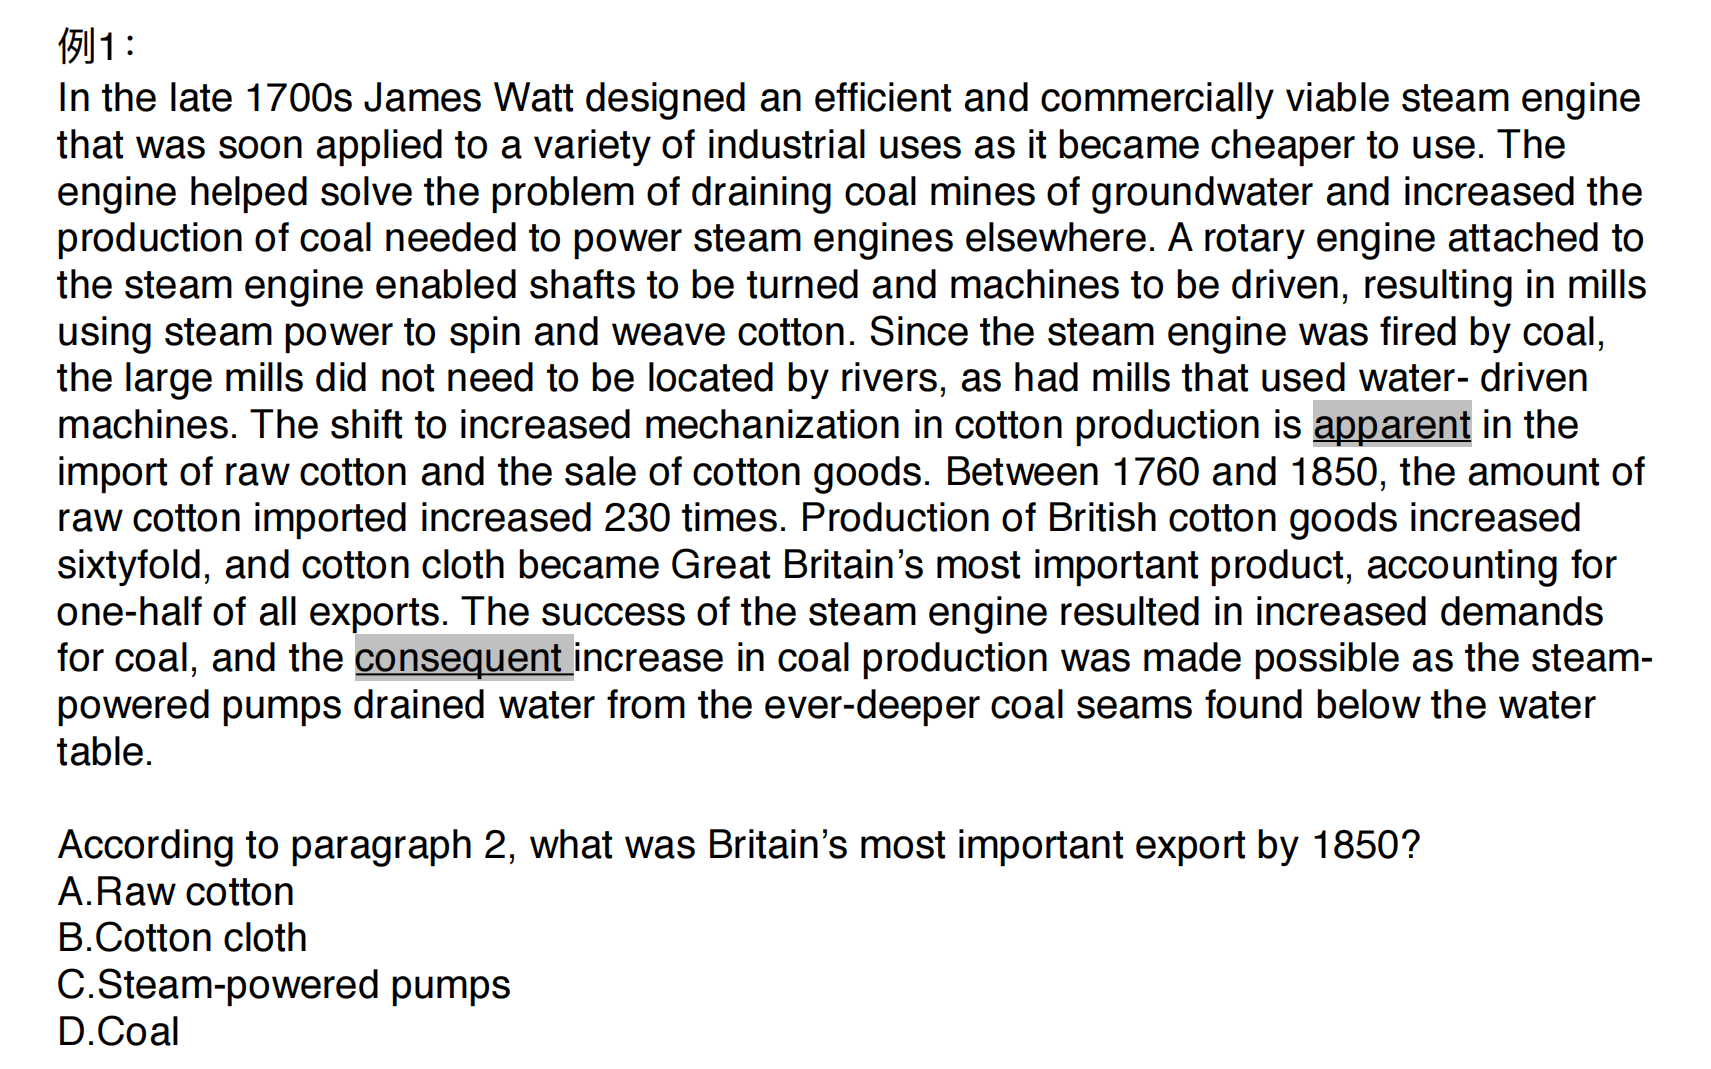 例1：
In the late 1700s James Watt designed an efficient and commercially viable steam engine
that was soon applied to a variety of industrial uses as it became cheaper to use. The
engine helped solve the problem of draining coal mines of groundwater and increased the
production of coal needed to power steam engines elsewhere. A rotary engine attached to
the steam engine enabled shafts to be turned and machines to be driven, resulting in mills
using steam power to spin and weave cotton. Since the steam engine was fired by coal,
the large mills did not need to be located by rivers, as had mills that used water- driven
machines. The shift to increased mechanization in cotton production is apparent in the
import of raw cotton and the sale of cotton goods. Between 1760 and 1850, the amount of
raw cotton imported increased 230 times. Production of British cotton goods increased
sixtyfold, and cotton cloth became Great Britain’s most important product, accounting for
one-half of all exports. The success of the steam engine resulted in increased demands
for coal, and the consequent increase in coal production was made possible as the steam-
powered pumps drained water from the ever-deeper coal seams found below the water
table.
According to paragraph 2, what was Britain’s most important export by 1850?
A.Raw cotton
B.Cotton cloth
C.Steam-powered pumps
D.Coal